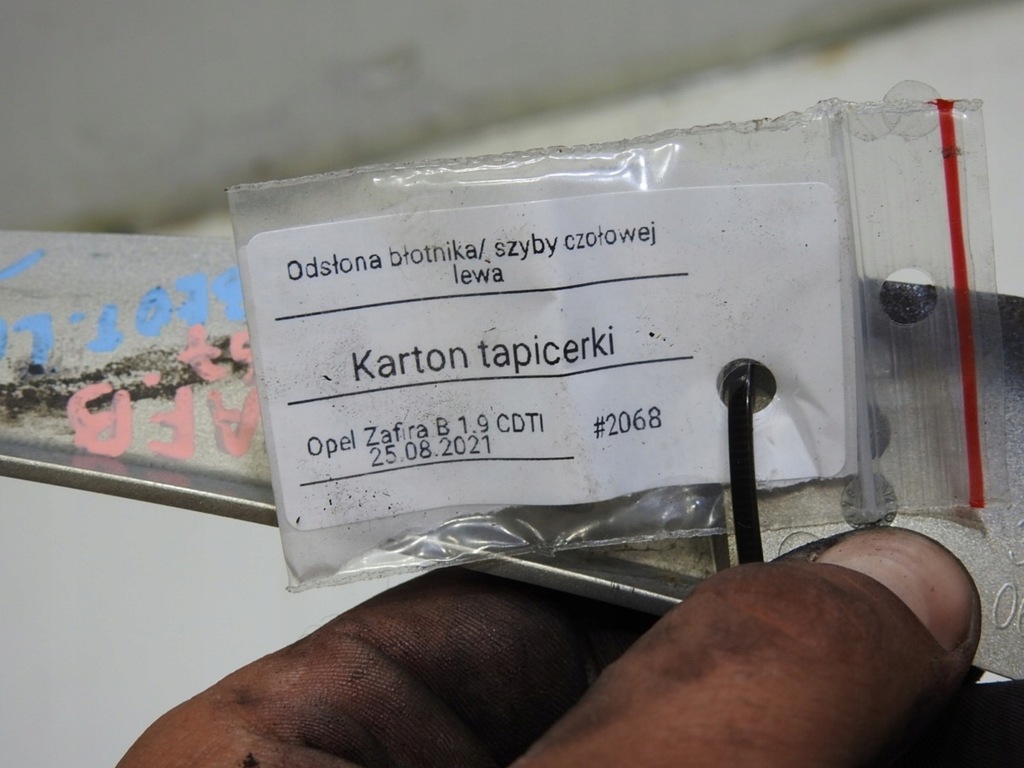 Odsłona błotnika/ szyby czołowej
lewa
Karton tapicerki
Opel Zafira B 1.9 CDTI
25.08.2021
#2068